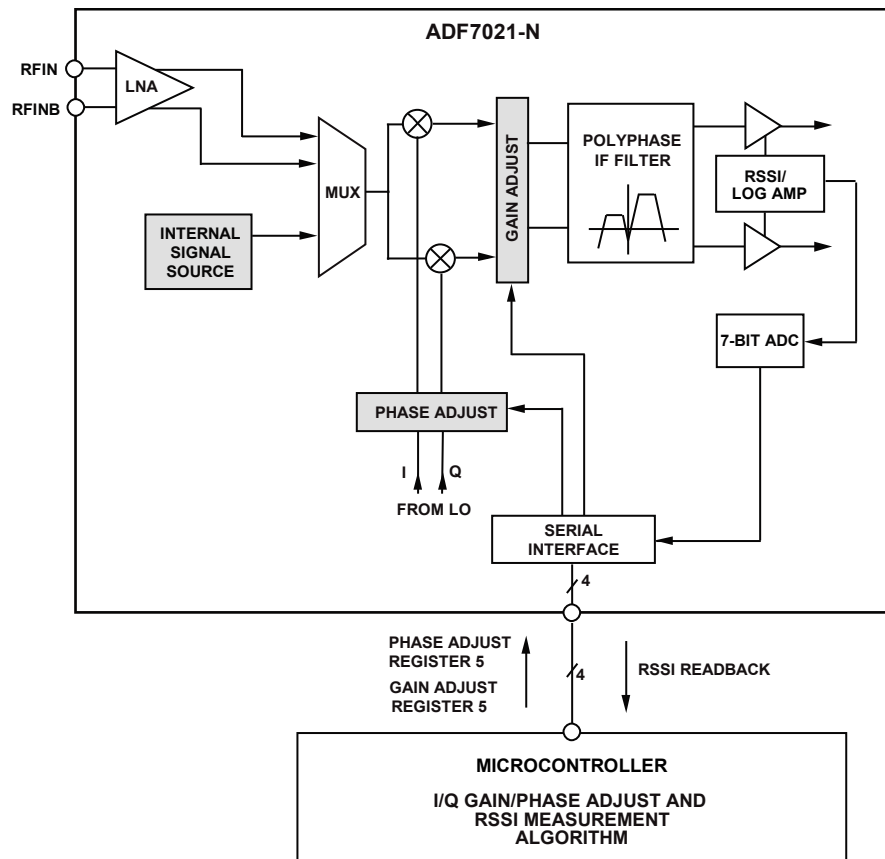 ADF7021-N
RFIN
RFINB
LNA
MUX
INTERNAL
SIGNAL
SOURCE
GAIN ADJUST
POLYPHASE
IF FILTER
RSSI/
LOG AMP
7-BIT ADC
PHASE ADJUST
I
Q
FROM LO
SERIAL
INTERFACE
4
PHASE ADJUST
REGISTER 5
GAIN ADJUST
REGISTER 5
4
RSSI READBACK
MICROCONTROLLER
I/Q GAIN/PHASE ADJUST AND
RSSI MEASUREMENT
ALGORITHM